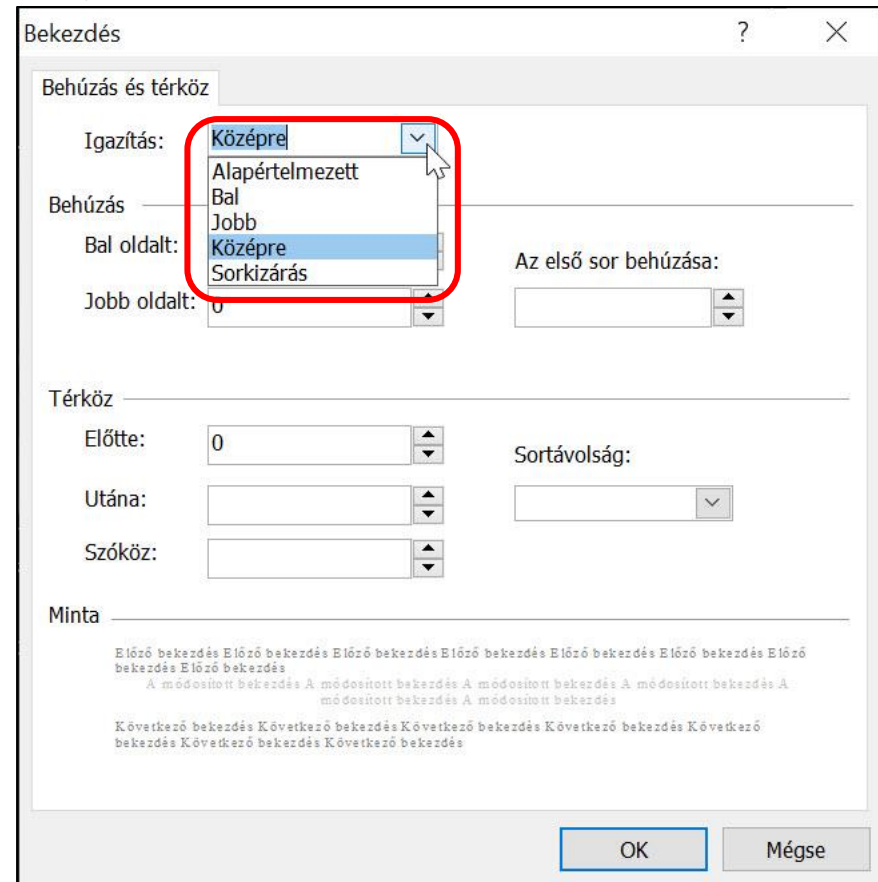 Bekezdés
Behúzás és térköz
Igazítás:
Középre
Alapértelmezett
Bal
Jobb
Középre
Sorkizárás
Behúzás
Bal oldalt:
Az első sor behúzása:
Jobb oldalt:
0
Térköz
Előtte:
0
Sortávolság:
Utána:
Szóköz:
Minta
Előző bekezdés Előző bekezdés Előző bekezdés Előző bekezdés Előző bekezdés Előző bekezdés Előző
bekezdés Előző bekezdés
A módosított bekezdés A módosított bekezdés A módosított bekezdés A módosított bekezdés A
módosított bekezdés A módosított bekezdés
Következő bekezdés Következő bekezdés Következő bekezdés Következő bekezdés Következő
bekezdés Következő bekezdés Következő bekezdés
OK
Mégse